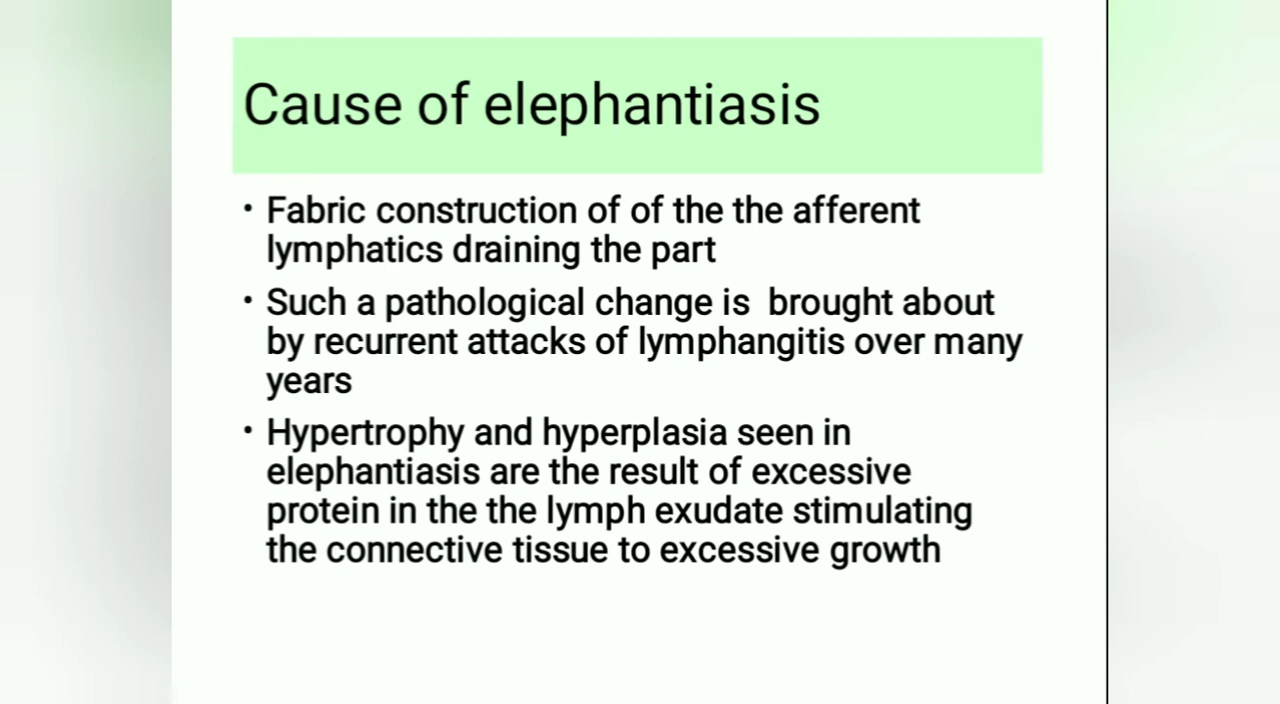 Cause of elephantiasis
• Fabric construction of of the the afferent
lymphatics draining the part
• Such a pathological change is  brought about
by recurrent attacks of lymphangitis over many
years
• Hypertrophy and hyperplasia seen in
elephantiasis are the result of excessive
protein in the the lymph exudate stimulating
the connective tissue to excessive growth